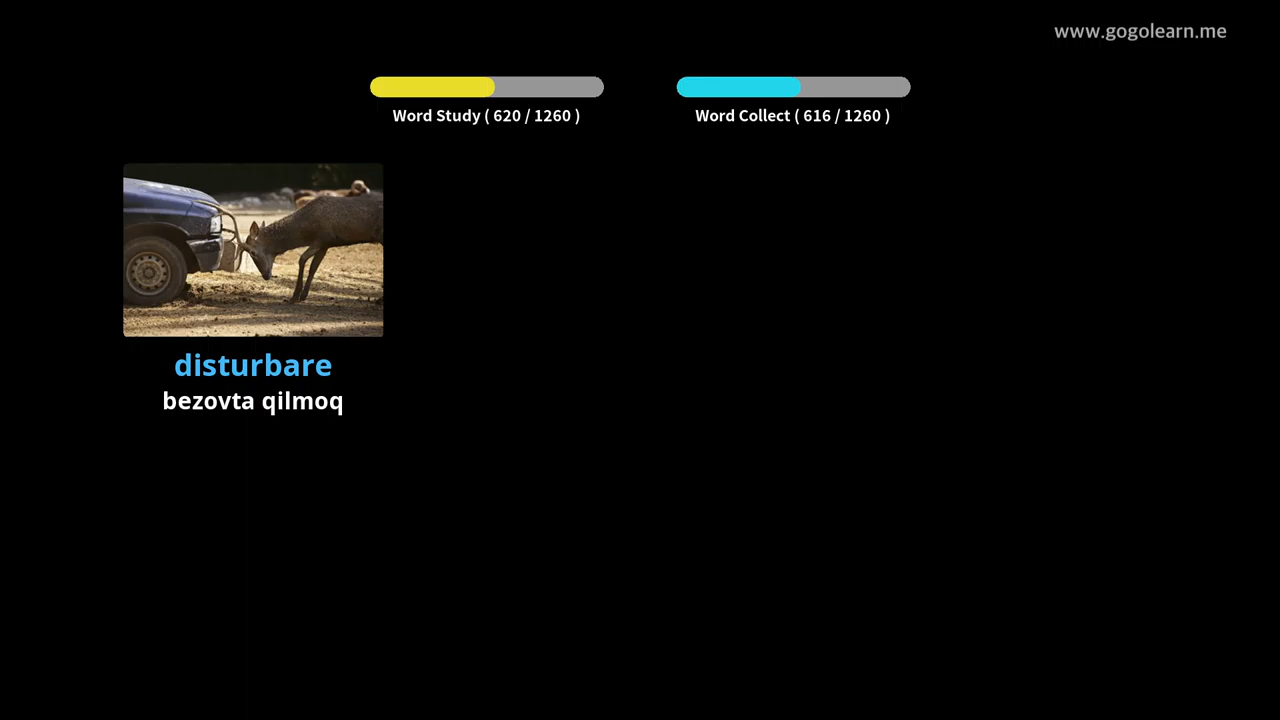 www.gogolearn.me
Word Study ( 620 / 1260 )
Word Collect ( 616 / 1260 )
disturbare
bezovta qilmoq